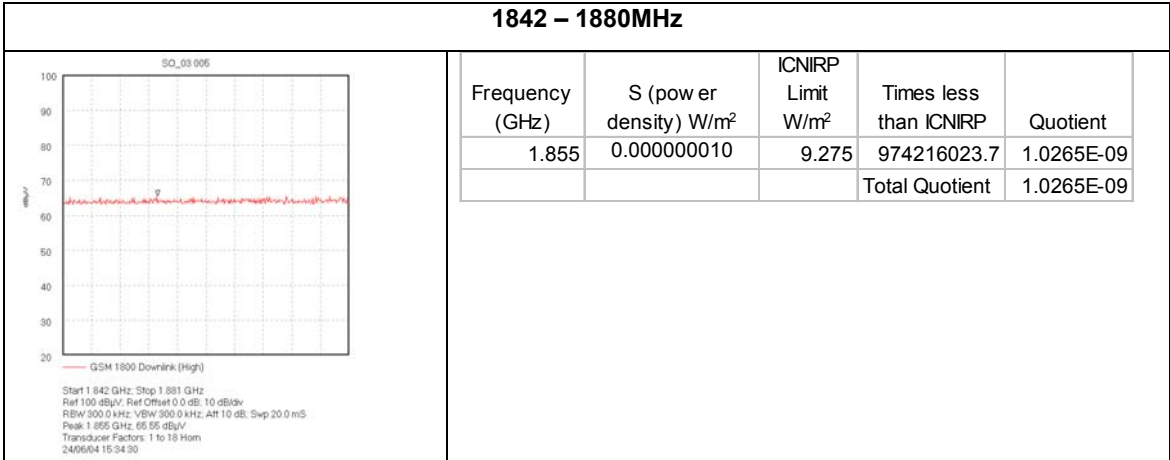 1842 – 1880MHz
SO_03 005
100
90
80
70
60
50
40
30
20
dBµV
GSM 1800 Downlink (High)
Start 1.842 GHz; Stop 1.881 GHz
Ref 100 dBµV; Ref Offset 0.0 dB; 10 dB/div
RBW 300.0 kHz; VBW 300.0 kHz; Att 10 dB; Swp 20.0 mS
Peak 1.855 GHz, 65.55 dBµV
Transducer Factors: 1 to 18 Horn
24/06/04 15:34:30
Frequency (GHz) S (pow er density) W/m² ICNIRP Limit W/m² Times less than ICNIRP Quotient
1.855 0.000000010 9.275 974216023.7 1.0265E-09
Total Quotient 1.0265E-09